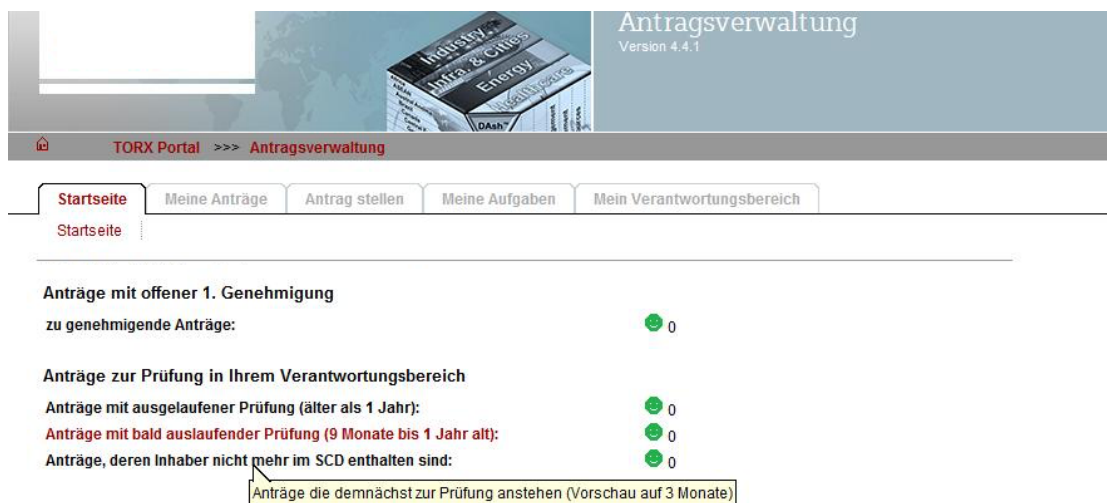 Antragsverwaltung
Version 4.4.1
Industry
Infra. & Cities
Energy
Healthcare
Africa
ASEAN
DAsh™
TORX Portal >>> Antragsverwaltung
Startseite Meine Anträge Antrag stellen Meine Aufgaben Mein Verantwortungsbereich
Startseite
Anträge mit offener 1. Genehmigung
zu genehmigende Anträge: 0
Anträge zur Prüfung in Ihrem Verantwortungsbereich
Anträge mit ausgelaufener Prüfung (älter als 1 Jahr): 0
Anträge mit bald auslaufender Prüfung (9 Monate bis 1 Jahr alt): 0
Anträge, deren Inhaber nicht mehr im SCD enthalten sind: 0
Anträge die demnächst zur Prüfung anstehen (Vorschau auf 3 Monate)